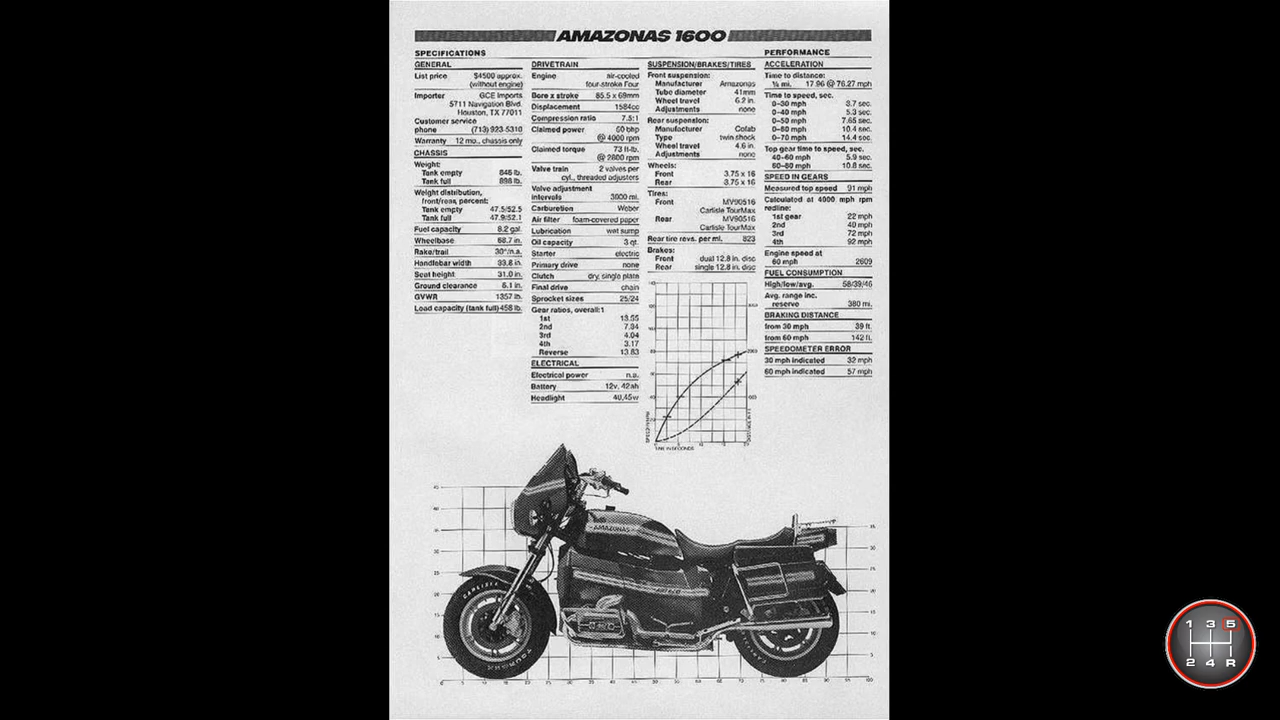 AMAZONAS 1600
SPECIFICATIONS
GENERAL
List price $4500 approx.
(without engine)
Importer GCE Imports
5711 Navigation Blvd.
Houston, TX 77011
Customer service
phone (713) 923-5310
Warranty 12 mo., chassis only
CHASSIS
Weight:
Tank empty 846 lb.
Tank full 898 lb.
Weight distribution,
front/rear, percent:
Tank empty 47.5/52.5
Tank full 47.9/52.1
Fuel capacity 8.2 gal.
Wheelbase 68.7 in.
Rake/trail 30°/n.a.
Handlebar width 33.8 in.
Seat height 31.0 in.
Ground clearance 5.1 in.
GVWR 1357 lb.
Load capacity (tank full) 458 lb.
DRIVETRAIN
Engine air-cooled
four-stroke Four
Bore x stroke 85.5 x 69mm
Displacement 1584cc
Compression ratio 7.5:1
Claimed power 60 bhp
@ 4000 rpm
Claimed torque 73 ft-lb.
@ 2800 rpm
Valve train 2 valves per
cyl., threaded adjusters
Valve adjustment
intervals 3000 mi.
Carburetion Weber
Air filter foam-covered paper
Lubrication wet sump
Oil capacity 3 qt.
Starter electric
Primary drive none
Clutch dry, single plate
Final drive chain
Sprocket sizes 25/24
Gear ratios, overall:1
1st 13.55
2nd 7.34
3rd 4.04
4th 3.17
Reverse 13.83
ELECTRICAL
Electrical power n.a.
Battery 12v, 42ah
Headlight 40/45w
SUSPENSION/BRAKES/TIRES
Front suspension:
Manufacturer Amazonas
Tube diameter 41mm
Wheel travel 6.2 in.
Adjustments none
Rear suspension:
Manufacturer Cofab
Type twin shock
Wheel travel 4.6 in.
Adjustments none
Wheels:
Front 3.75 x 16
Rear 3.75 x 16
Tires:
Front MV90516
Carlisle TourMax
Rear MV90516
Carlisle TourMax
Rear tire revs. per mi. 823
Brakes:
Front dual 12.8 in. disc
Rear single 12.8 in. disc
TIME IN SECONDS
PERFORMANCE
ACCELERATION
Time to distance:
¼ mi. 17.96 @ 76.27 mph
Time to speed, sec.
0-30 mph 3.7 sec.
0-40 mph 5.3 sec.
0-50 mph 7.65 sec.
0-60 mph 10.4 sec.
0-70 mph 14.4 sec.
Top gear time to speed, sec.
40-60 mph 5.9 sec.
60-80 mph 10.8 sec.
SPEED IN GEARS
Measured top speed 91 mph
Calculated at 4000 mph rpm
redline:
1st gear 22 mph
2nd 40 mph
3rd 72 mph
4th 92 mph
Engine speed at
60 mph 2609
FUEL CONSUMPTION
High/low/avg. 58/39/46
Avg. range inc.
reserve 380 mi.
BRAKING DISTANCE
from 30 mph 39 ft.
from 60 mph 142 ft.
SPEEDOMETER ERROR
30 mph indicated 32 mph
60 mph indicated 57 mph
AMAZONAS
CARLISLE
1 3 5
2 4 R